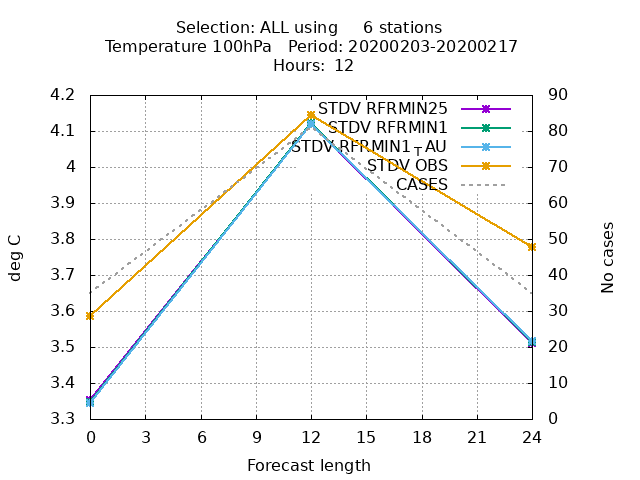 Selection: ALL using     6 stations
Temperature 100hPa   Period: 20200203-20200217
Hours:  12
4.2
4.1
4
3.9
3.8
3.7
3.6
3.5
3.4
3.3
deg C
90
80
70
60
50
40
30
20
10
0
No cases
STDV RFRMIN25
STDV RFRMIN1
STDV RFRMIN1_TAU
STDV OBS
CASES
0 3 6 9 12 15 18 21 24
Forecast length